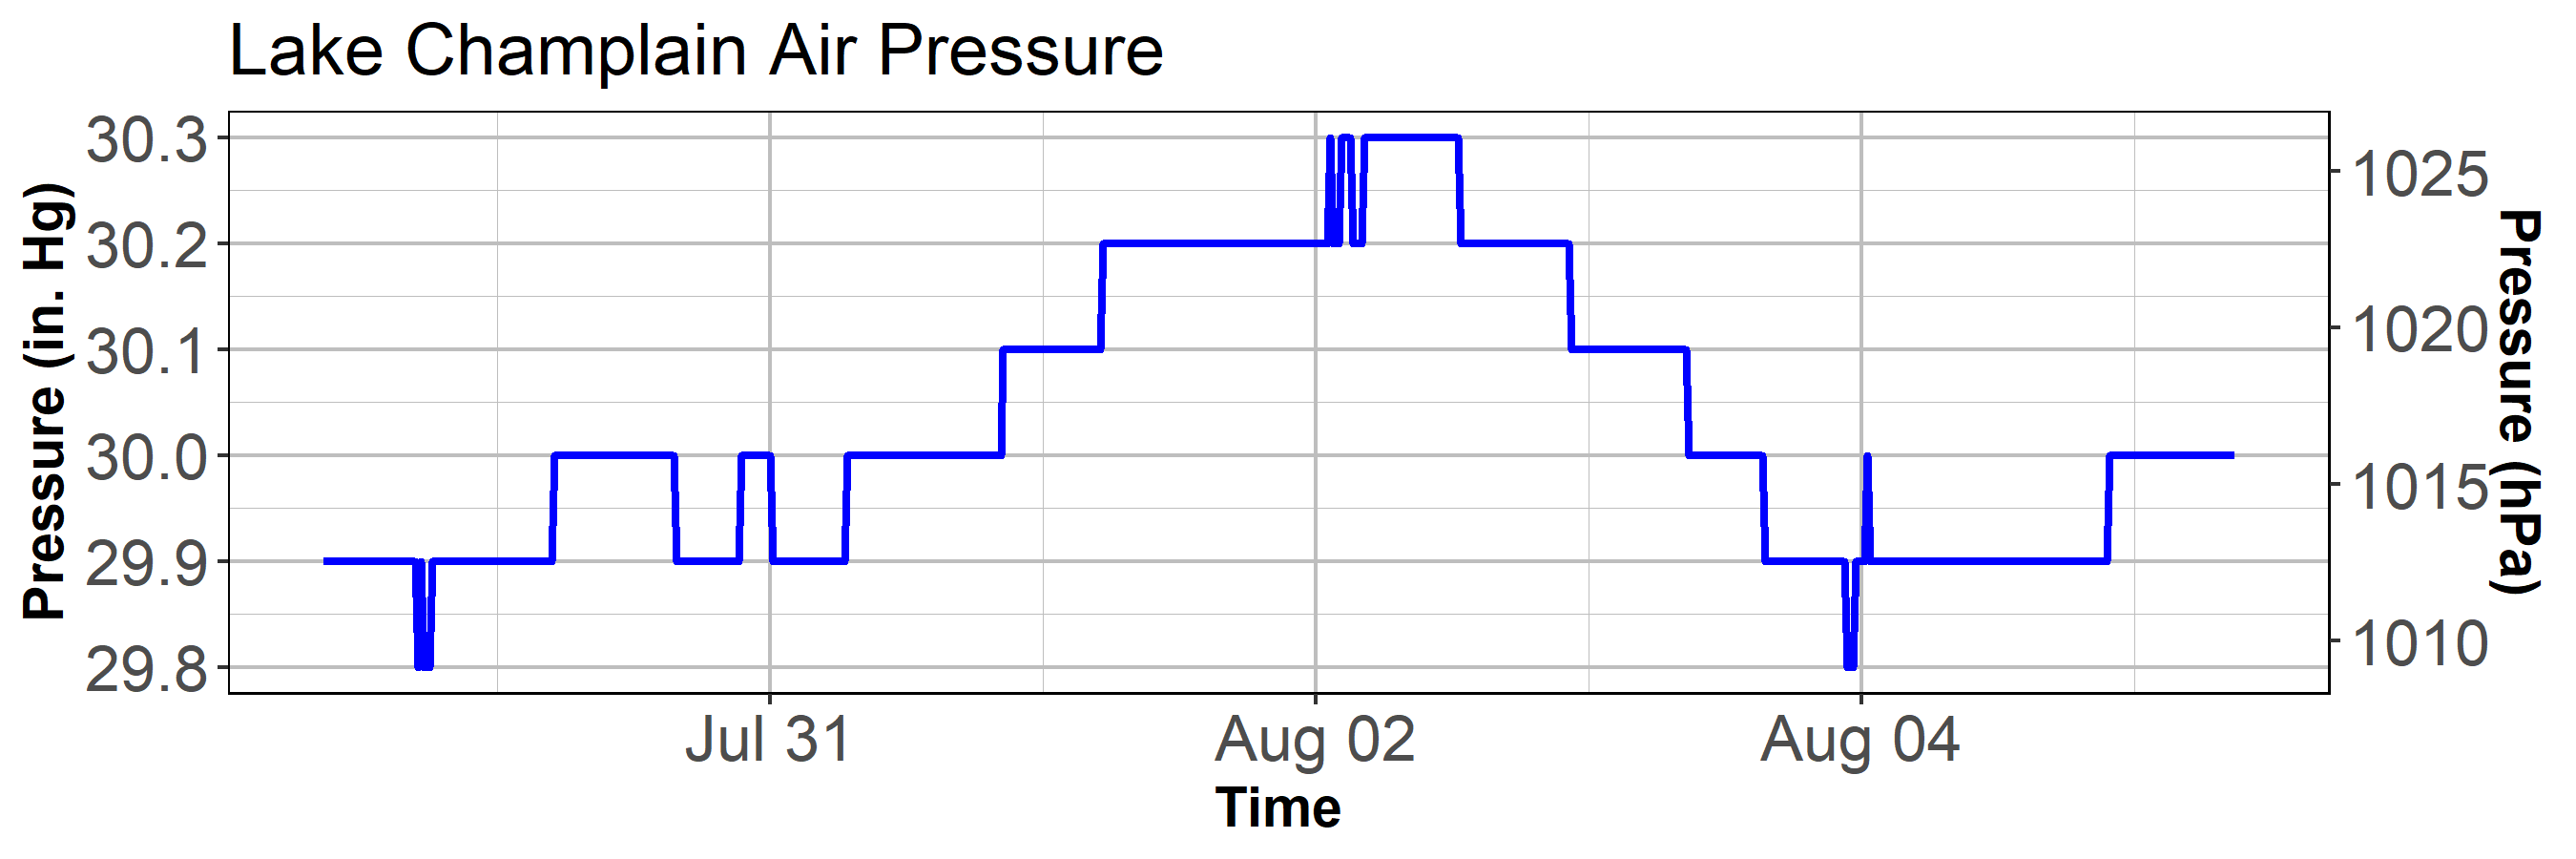 Lake Champlain Air Pressure
Pressure (in. Hg)
30.3
30.2
30.1
30.0
29.9
29.8
1025
1020
1015
1010
Pressure (hPa)
Jul 31 Aug 02 Aug 04
Time